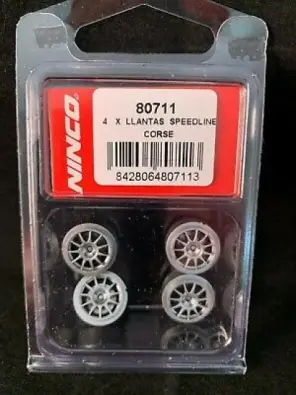 NINCO
80711
4 X LLANTAS SPEEDLINE
CORSE
8428064807113